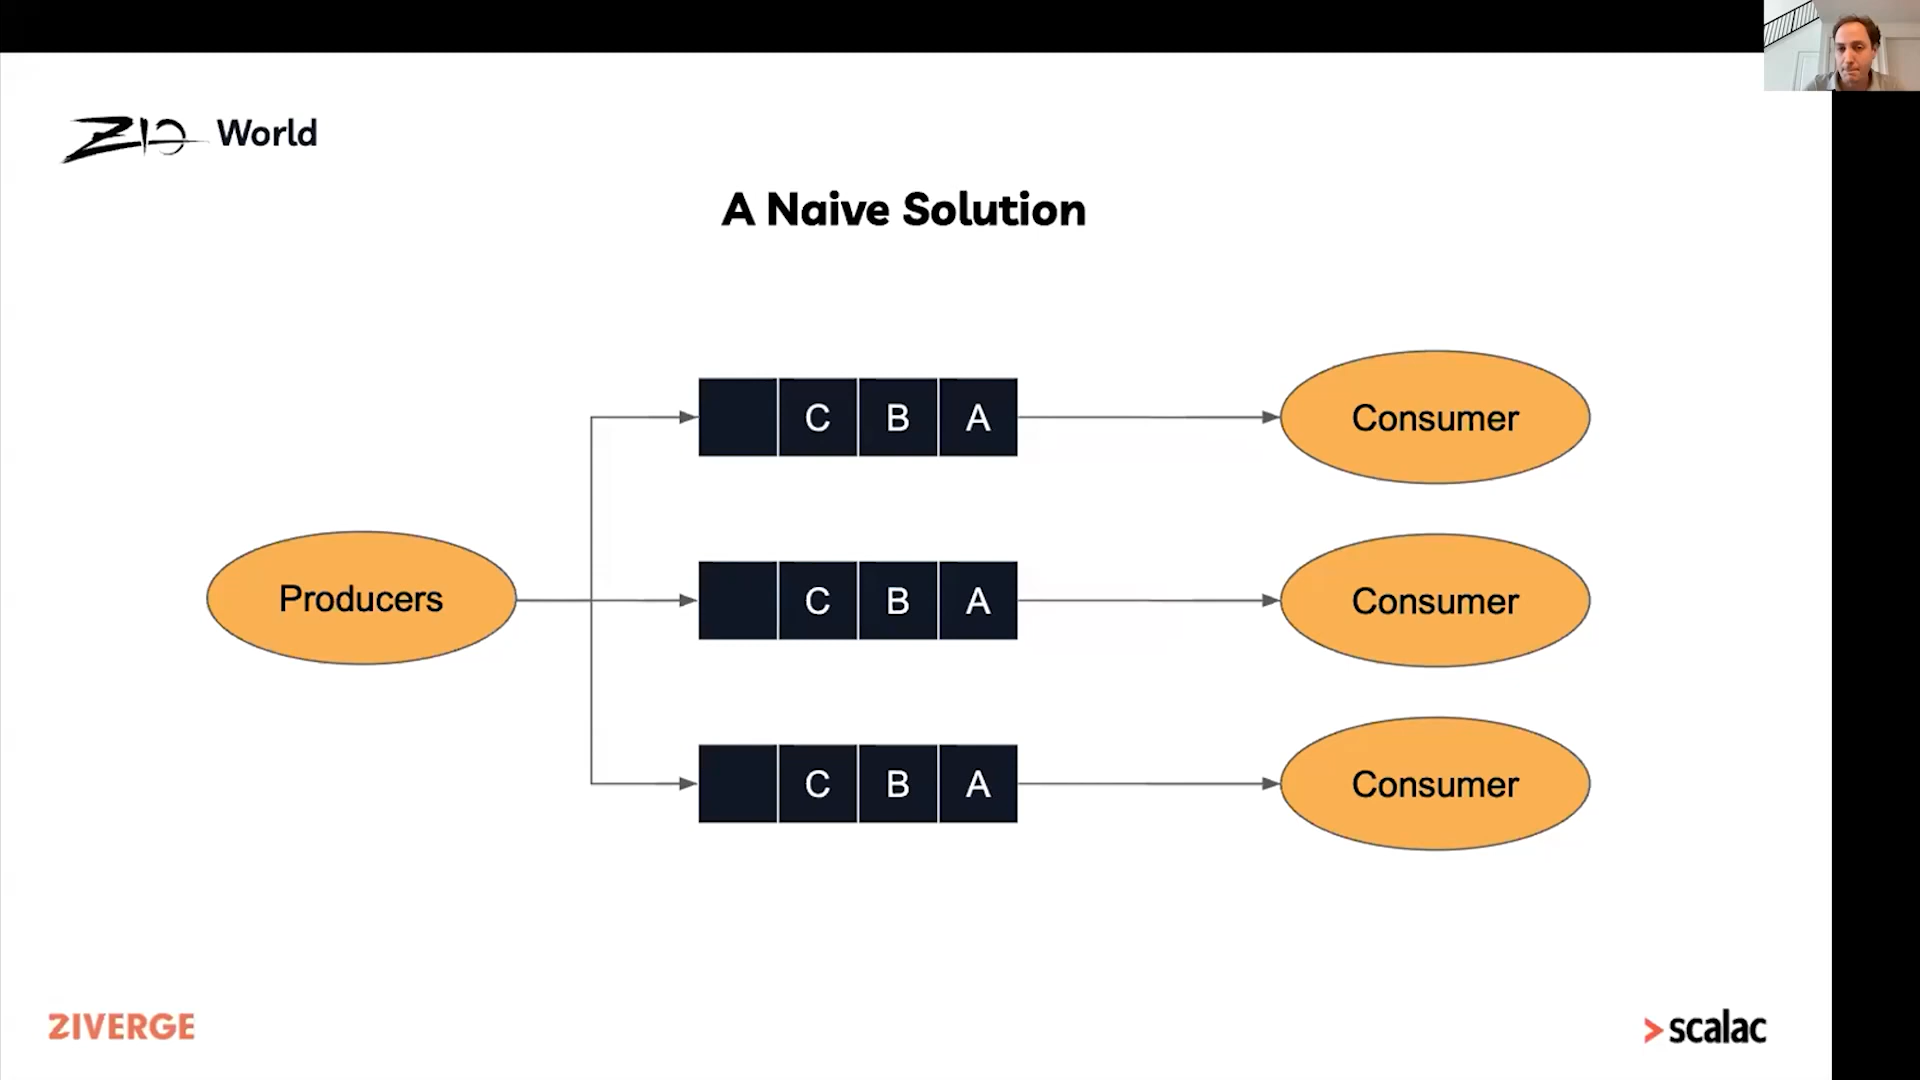 ZIO World
A Naive Solution
C B A
Consumer
Producers
C B A
Consumer
C B A
Consumer
ZIVERGE
scalac